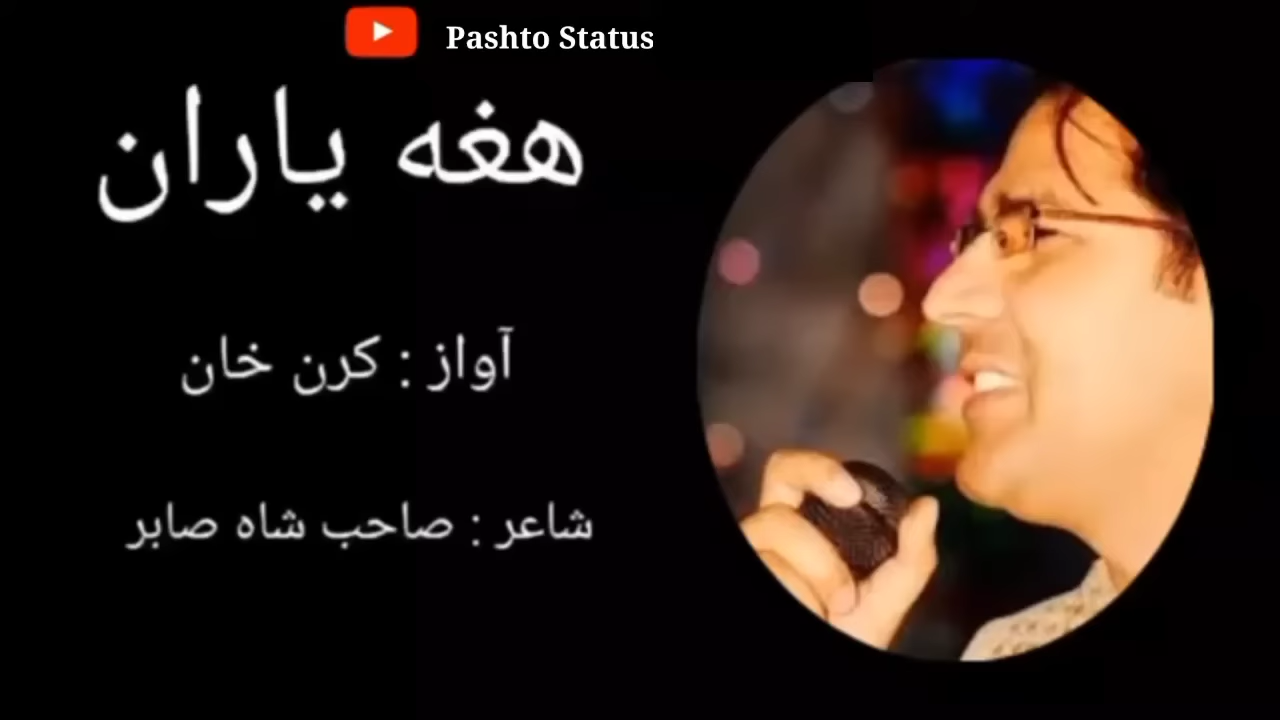 Pashto Status
هغه یاران
آواز : کرن خان
شاعر : صاحب شاه صابر